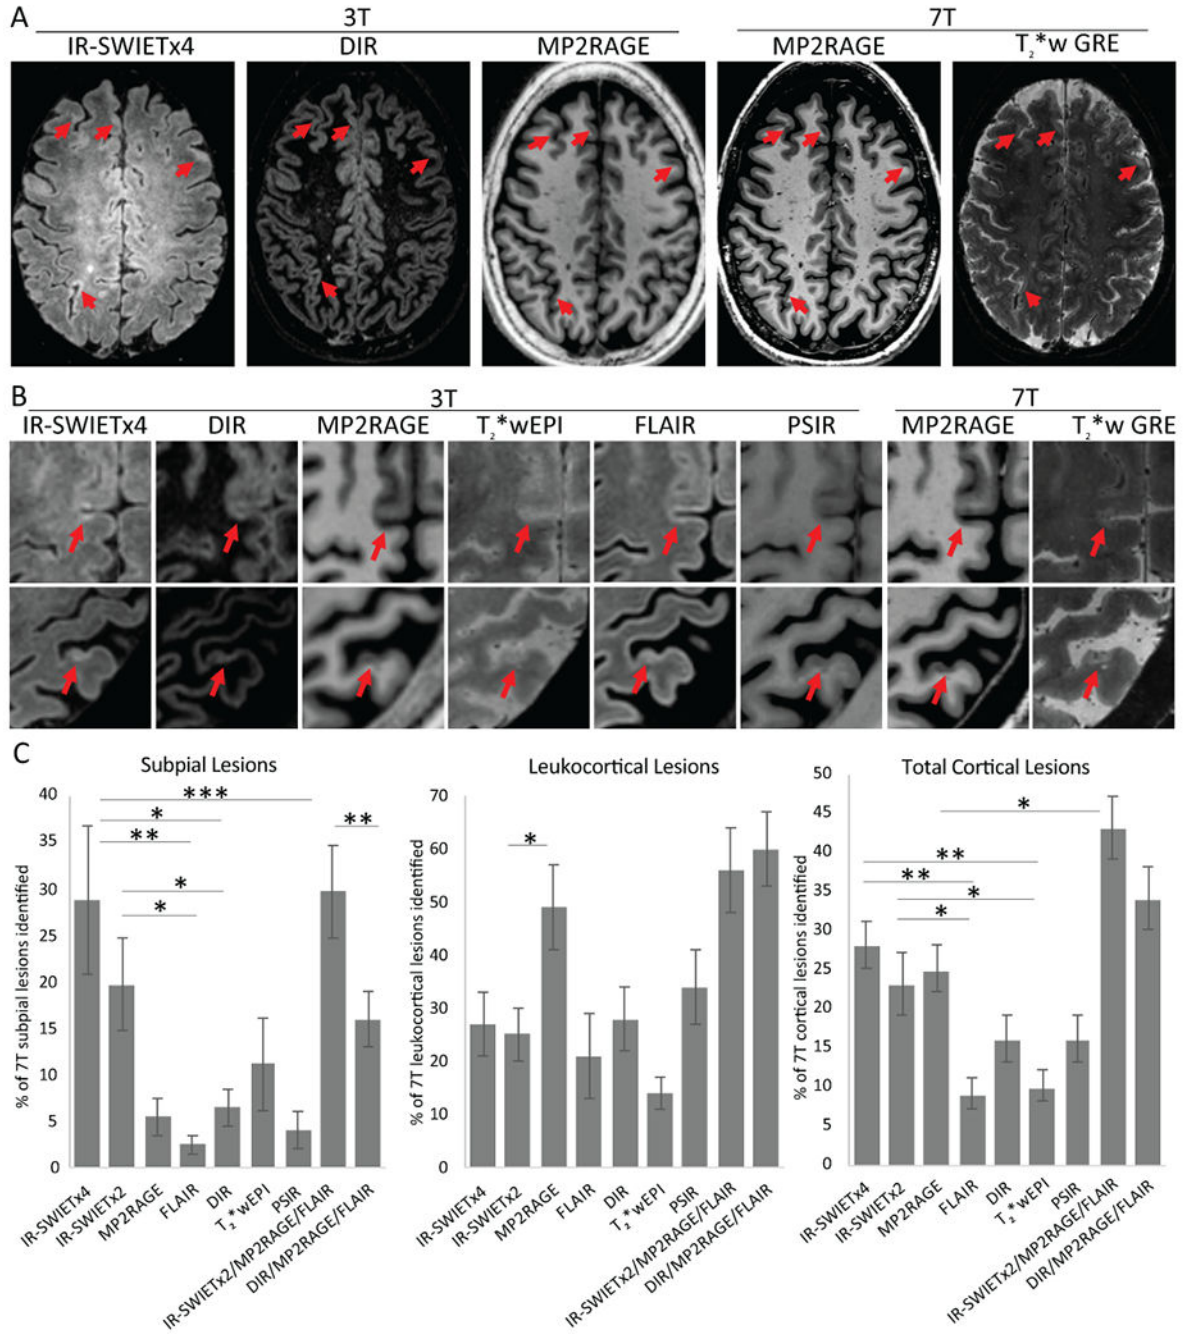 A
3T
7T
IR-SWIETx4 DIR MP2RAGE MP2RAGE T₂*w GRE
B
3T
7T
IR-SWIETx4 DIR MP2RAGE T₂*wEPI FLAIR PSIR MP2RAGE T₂*w GRE
C
Subpial Lesions
% of 7T subpial lesions identified
40
35
30
25
20
15
10
5
0
***
*
**
*
*
**
IR-SWIETx4
IR-SWIETx2
MP2RAGE
FLAIR
DIR
T₂*wEPI
PSIR
IR-SWIETx2/MP2RAGE/FLAIR
DIR/MP2RAGE/FLAIR
Leukocortical Lesions
% of 7T leukocortical lesions identified
70
60
50
40
30
20
10
0
*
IR-SWIETx4
IR-SWIETx2
MP2RAGE
FLAIR
DIR
T₂*wEPI
PSIR
IR-SWIETx2/MP2RAGE/FLAIR
DIR/MP2RAGE/FLAIR
Total Cortical Lesions
% of 7T cortical lesions identified
50
45
40
35
30
25
20
15
10
5
0
*
**
**
*
*
IR-SWIETx4
IR-SWIETx2
MP2RAGE
FLAIR
DIR
T₂*wEPI
PSIR
IR-SWIETx2/MP2RAGE/FLAIR
DIR/MP2RAGE/FLAIR